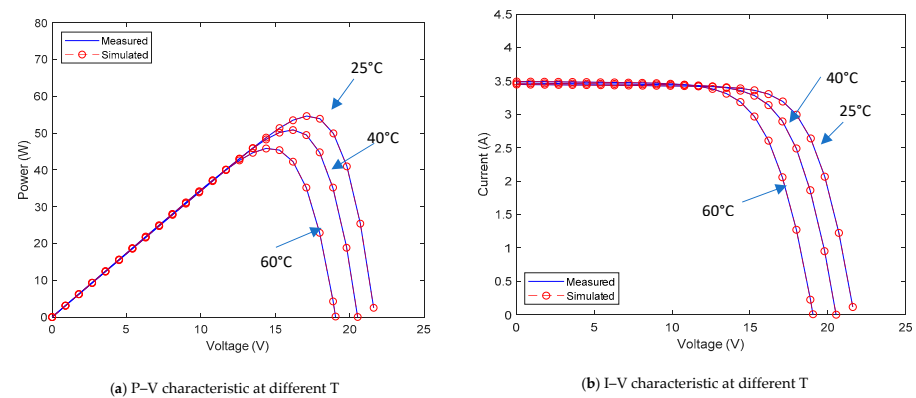 80
70
60
50
40
30
20
10
0
Power (W)
Measured
Simulated
25°C
40°C
60°C
0 5 10 15 20 25
Voltage (V)
(a) P–V characteristic at different T
(b)
4.5
4
3.5
3
2.5
2
1.5
1
0.5
0
Current (A)
40°C
25°C
60°C
Measured
Simulated
0 5 10 15 20 25
Voltage (V)
(b) I–V characteristic at different T
(a)